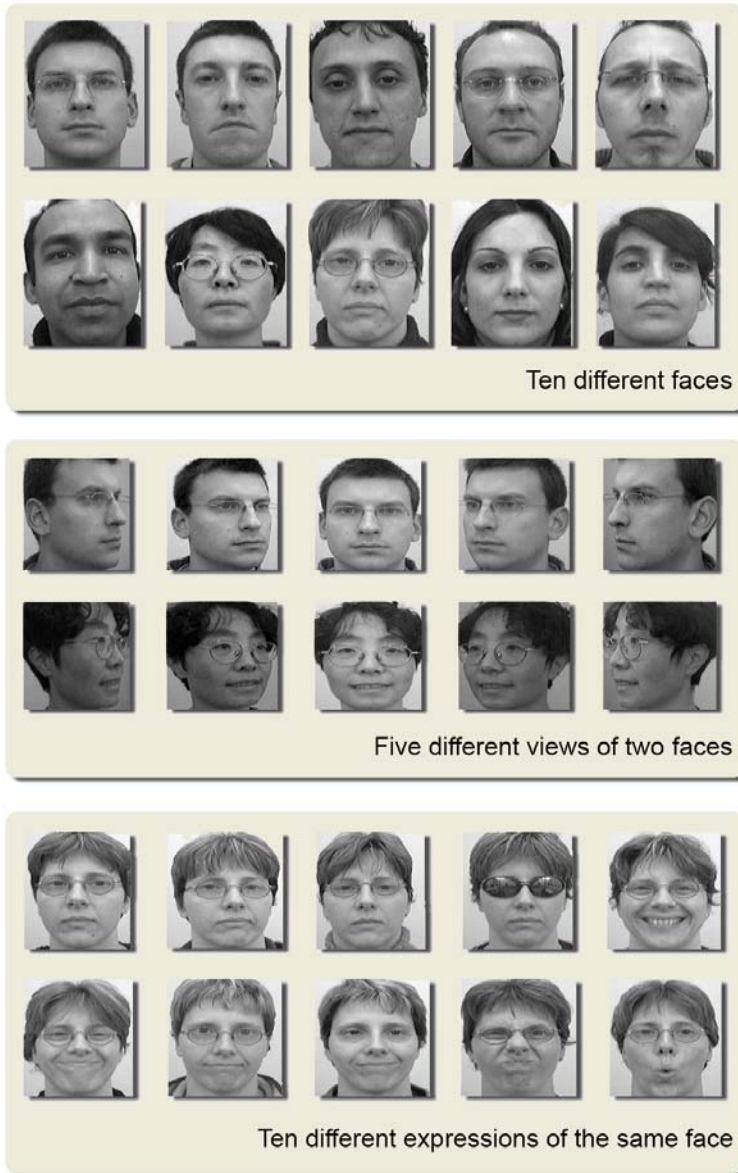 Ten different faces
Five different views of two faces
Ten different expressions of the same face